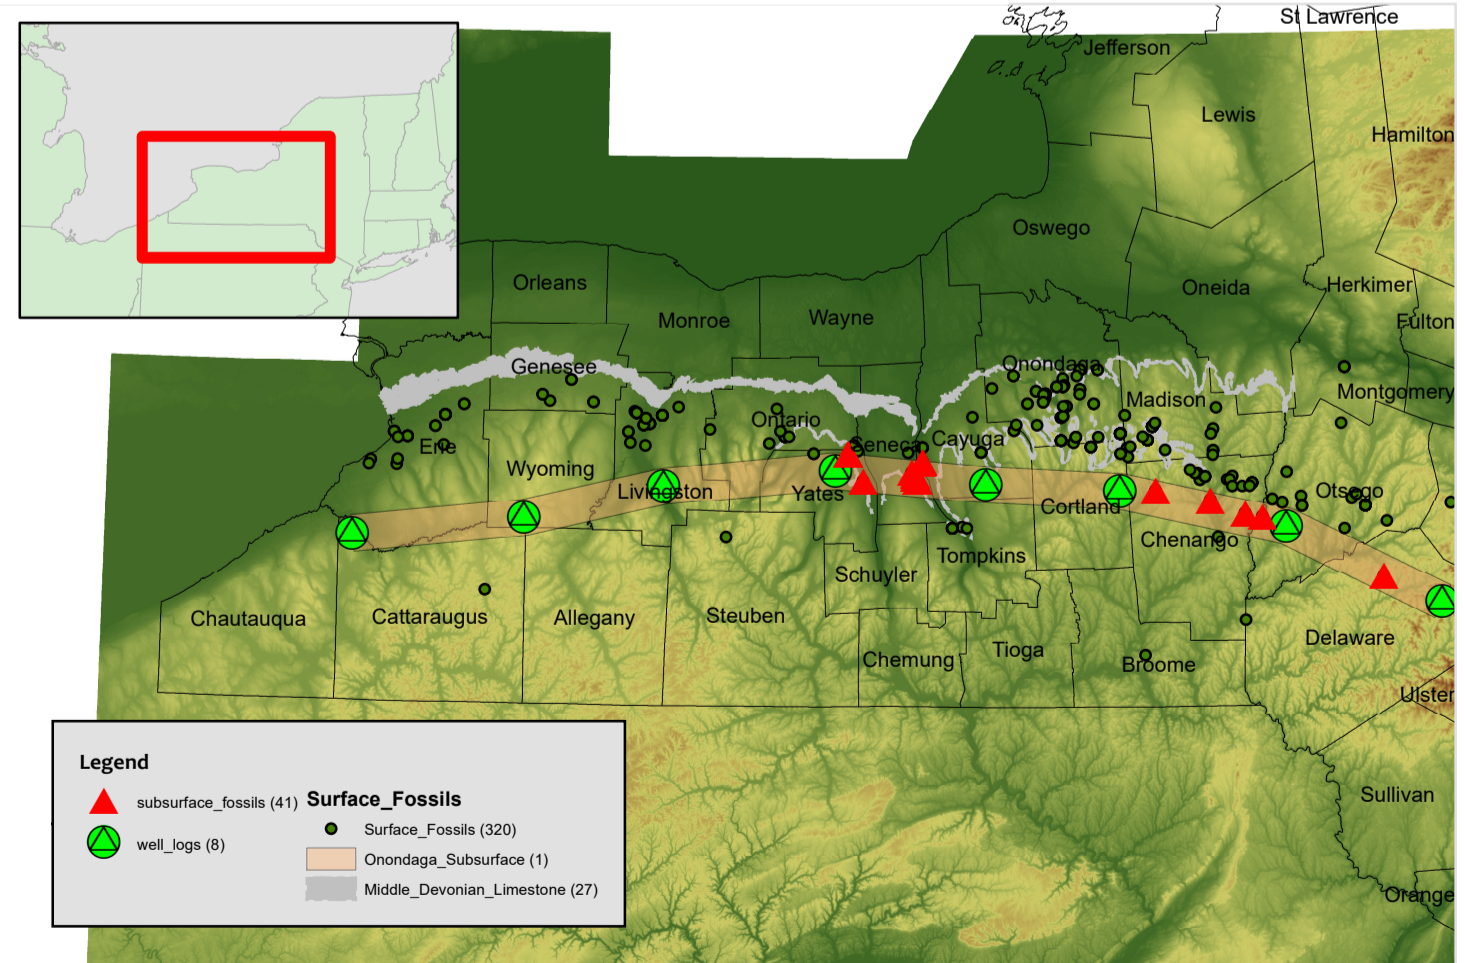 St Lawrence
Jefferson
Lewis
Hamilton
Oswego
Orleans
Oneida
Herkimer
Monroe
Wayne
Fulton
Genesee
Onondaga
Montgomery
Madison
Ontario
Erie
Seneca
Cayuga
Wyoming
Livingston
Yates
Otsego
Cortland
Chenango
Tompkins
Schuyler
Chautauqua
Cattaraugus
Allegany
Steuben
Delaware
Tioga
Chemung
Broome
Ulster
Sullivan
Orange
Legend
subsurface_fossils (41)
well_logs (8)
Surface_Fossils
Surface_Fossils (320)
Onondaga_Subsurface (1)
Middle_Devonian_Limestone (27)